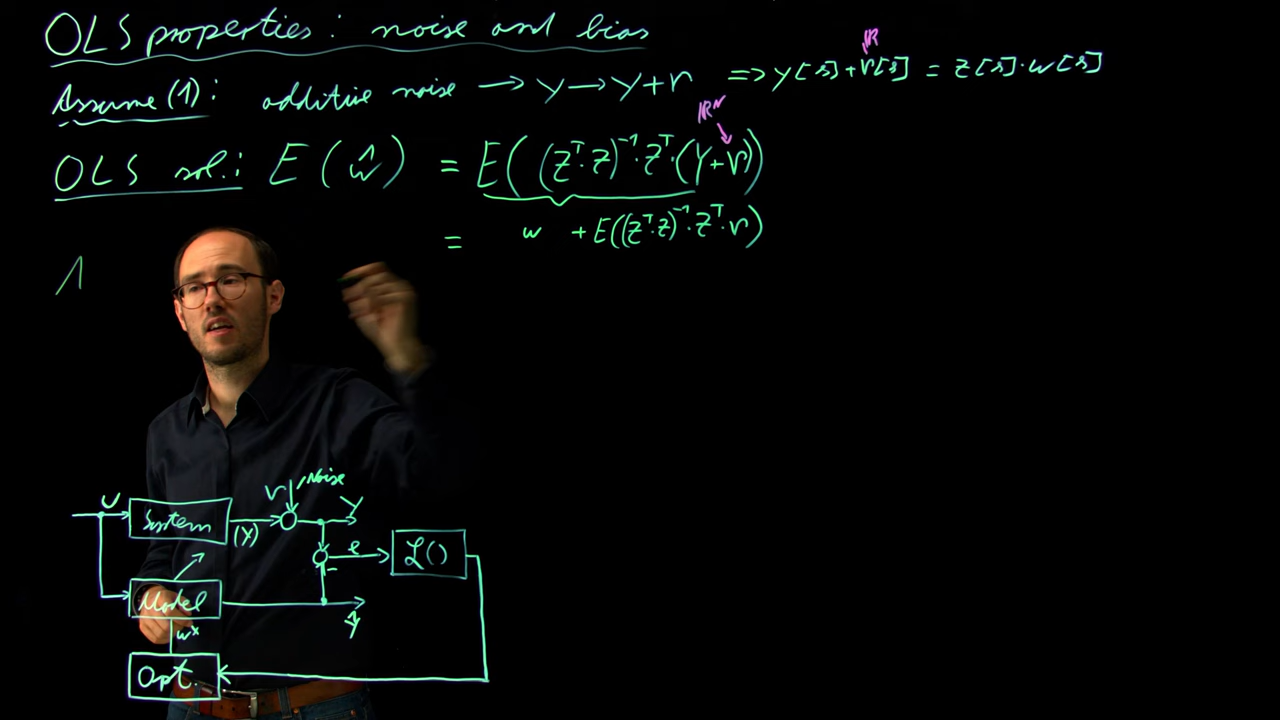 OLS properties: noise and bias
Assume (1): additive noise → Y → Y + r ⇒ y[k] + r[k] = z[k] · w[k]
ℝ
ℝᴺ
OLS sol.: E(ŵ) = E((Zᵀ·Z)⁻¹·Zᵀ·(Y+r))
= w + E((Zᵀ·Z)⁻¹·Zᵀ·r)
U
System
(Y)
r
Noise
Y
e
-
L()
Model
Ŷ
w*
Opt.